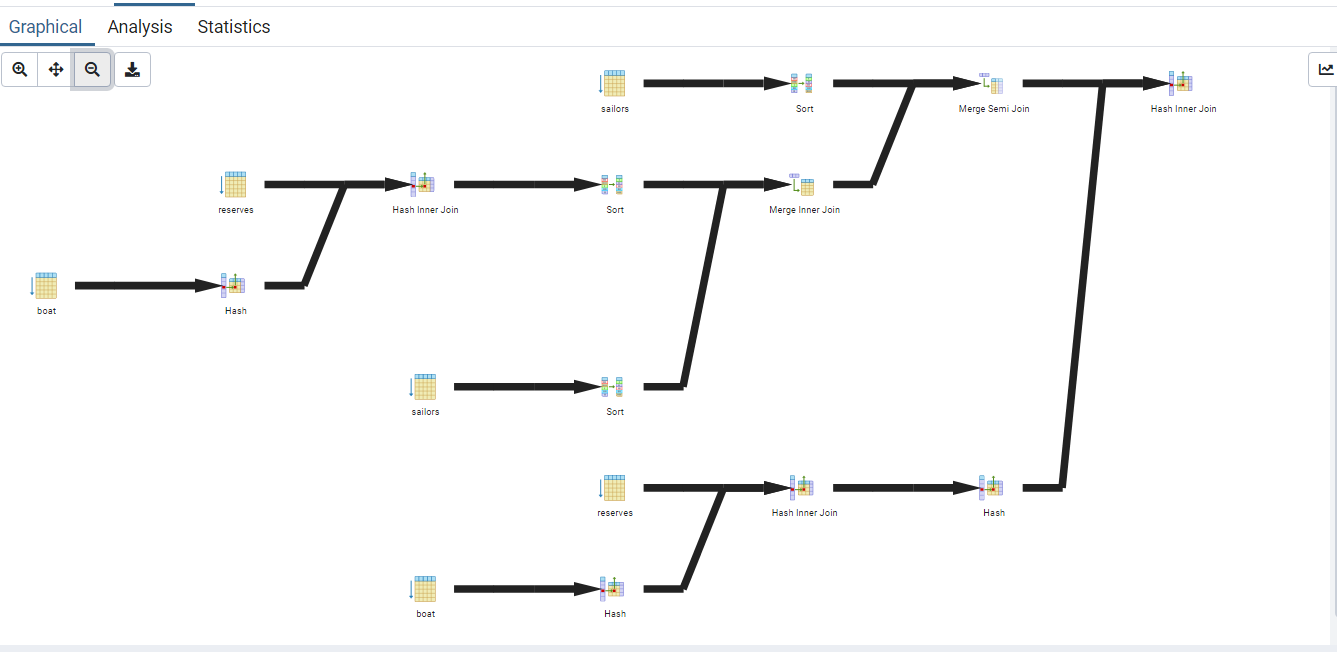 Graphical Analysis Statistics
sailors Sort Merge Semi Join Hash Inner Join
reserves Hash Inner Join Sort Merge Inner Join
boat Hash
sailors Sort
reserves Hash Inner Join Hash
boat Hash